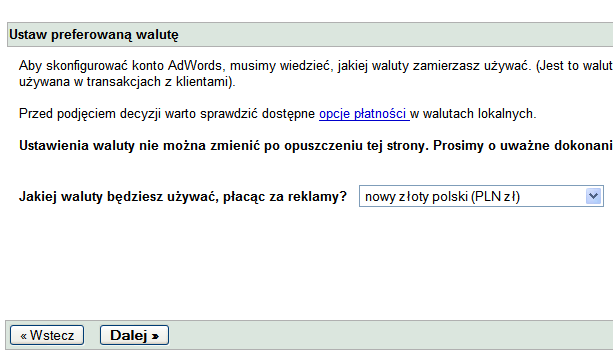 Ustaw preferowaną walutę
Aby skonfigurować konto AdWords, musimy wiedzieć, jakiej waluty zamierzasz używać. (Jest to walut
używana w transakcjach z klientami).
Przed podjęciem decyzji warto sprawdzić dostępne opcje płatności w walutach lokalnych.
Ustawienia waluty nie można zmienić po opuszczeniu tej strony. Prosimy o uważne dokonani
Jakiej waluty będziesz używać, płacąc za reklamy? nowy złoty polski (PLN zł)
« Wstecz Dalej »